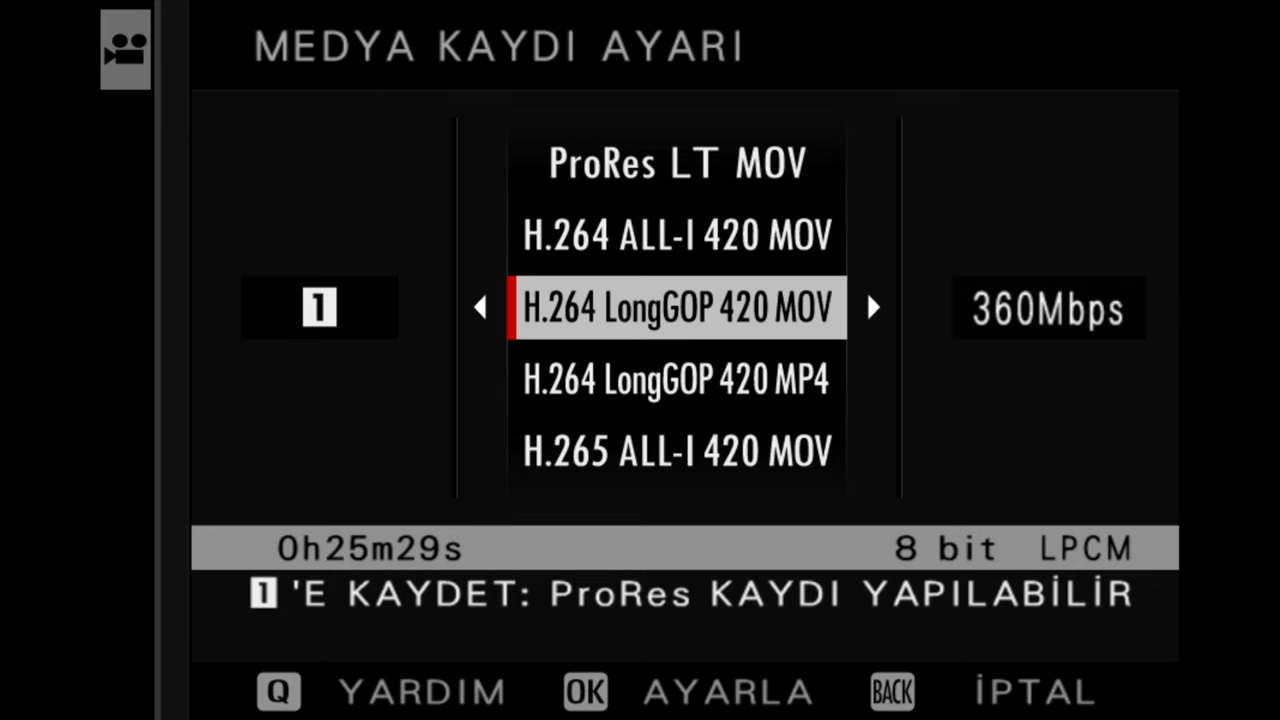 MEDYA KAYDI AYARI
ProRes LT MOV
H.264 ALL-I 420 MOV
1 H.264 LongGOP 420 MOV 360Mbps
H.264 LongGOP 420 MP4
H.265 ALL-I 420 MOV
0h25m29s 8 bit LPCM
1 'E KAYDET: ProRes KAYDI YAPILABİLİR
Q YARDIM OK AYARLA BACK İPTAL